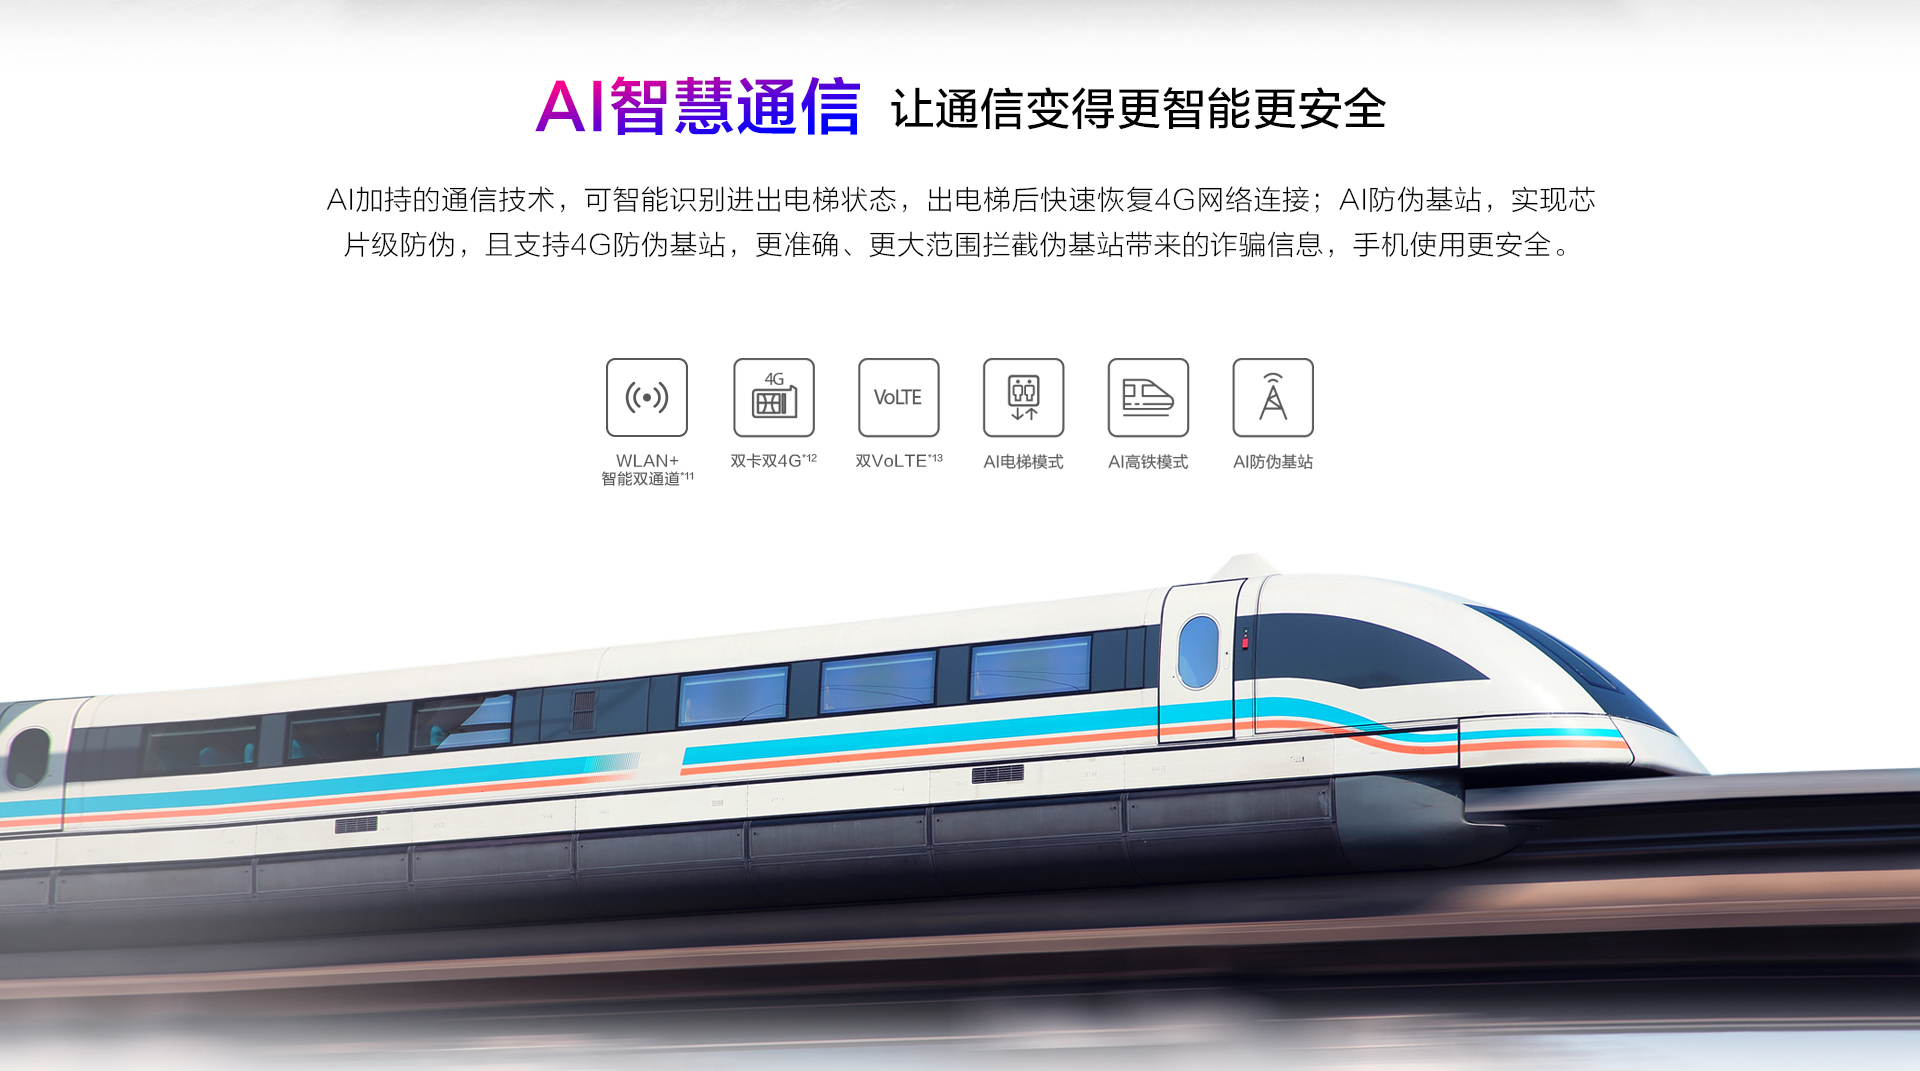 AI智慧通信 让通信变得更智能更安全
AI加持的通信技术，可智能识别进出电梯状态，出电梯后快速恢复4G网络连接；AI防伪基站，实现芯
片级防伪，且支持4G防伪基站，更准确、更大范围拦截伪基站带来的诈骗信息，手机使用更安全。
4G
VoLTE
WLAN+
智能双通道*11
双卡双4G*12
双VoLTE*13
AI电梯模式
AI高铁模式
AI防伪基站